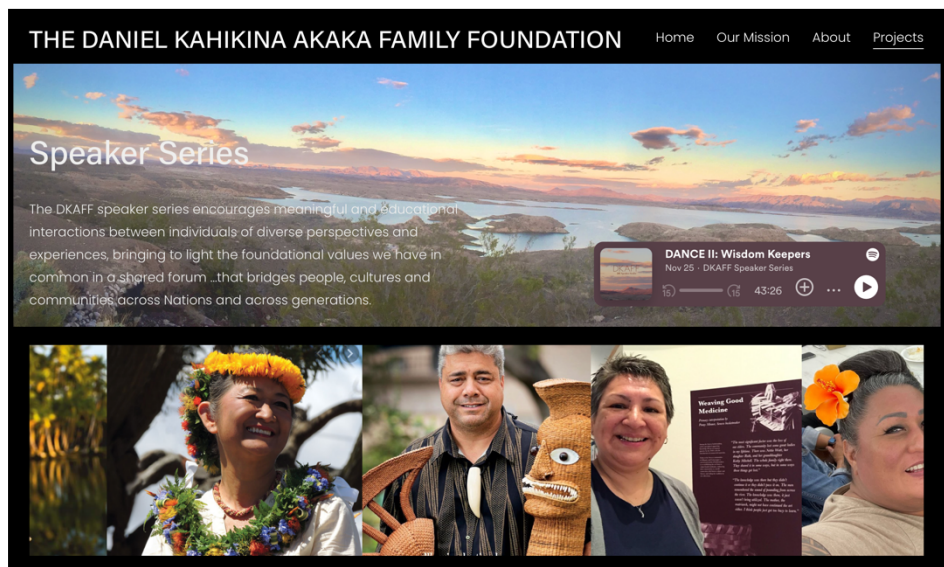 THE DANIEL KAHIKINA AKAKA FAMILY FOUNDATION
Home Our Mission About Projects
Speaker Series
The DKAFF speaker series encourages meaningful and educational
interactions between individuals of diverse perspectives and
experiences, bringing to light the foundational values we have in
common in a shared forum ...that bridges people, cultures and
communities across Nations and across generations.
DANCE II: Wisdom Keepers
Nov 25 · DKAFF Speaker Series
15 15 43:26
DKAFF
Weaving Good
Medicine